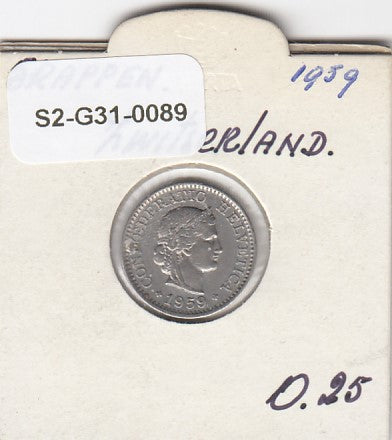 RAPPEN. 1959
S2-G31-0089
ERLAND.
CONFŒDERATIO HELVETICA
* 1959 *
0.25